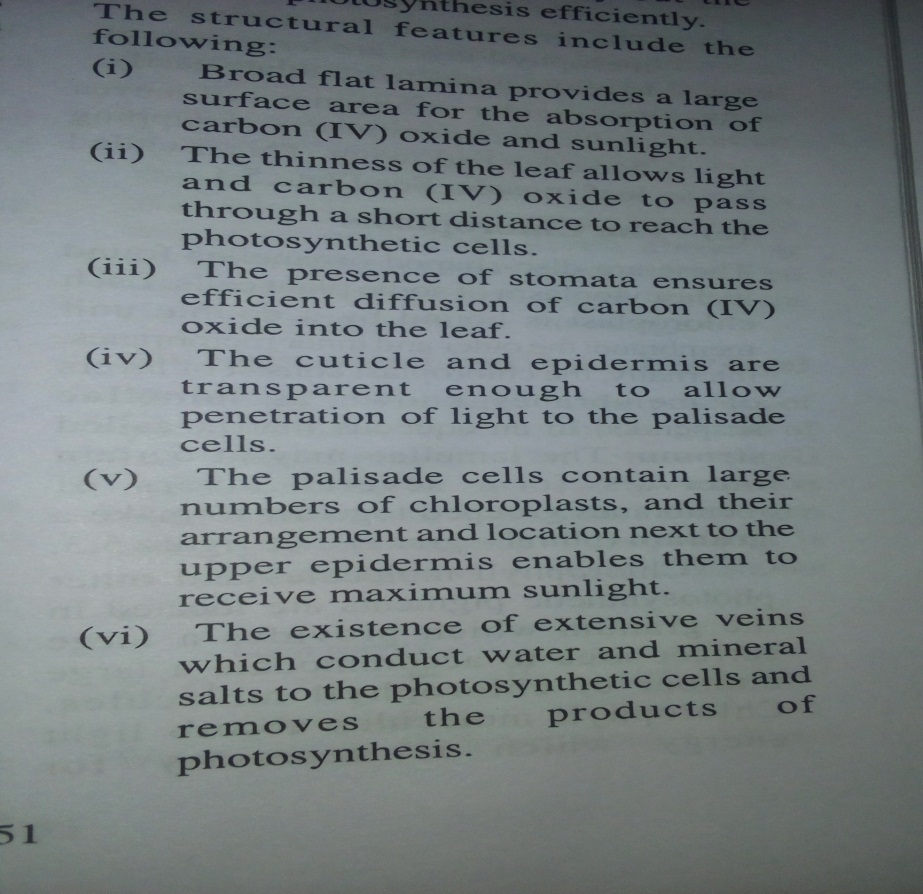 efficiently.
The structural features include the
following:
(i) Broad flat lamina provides a large
surface area for the absorption of
carbon (IV) oxide and sunlight.
(ii) The thinness of the leaf allows light
and carbon (IV) oxide to pass
through a short distance to reach the
photosynthetic cells.
(iii) The presence of stomata ensures
efficient diffusion of carbon (IV)
oxide into the leaf.
(iv) The cuticle and epidermis are
transparent enough to allow
penetration of light to the palisade
cells.
(v) The palisade cells contain large
numbers of chloroplasts, and their
arrangement and location next to the
upper epidermis enables them to
receive maximum sunlight.
(vi) The existence of extensive veins
which conduct water and mineral
salts to the photosynthetic cells and
removes the products of
photosynthesis.
51